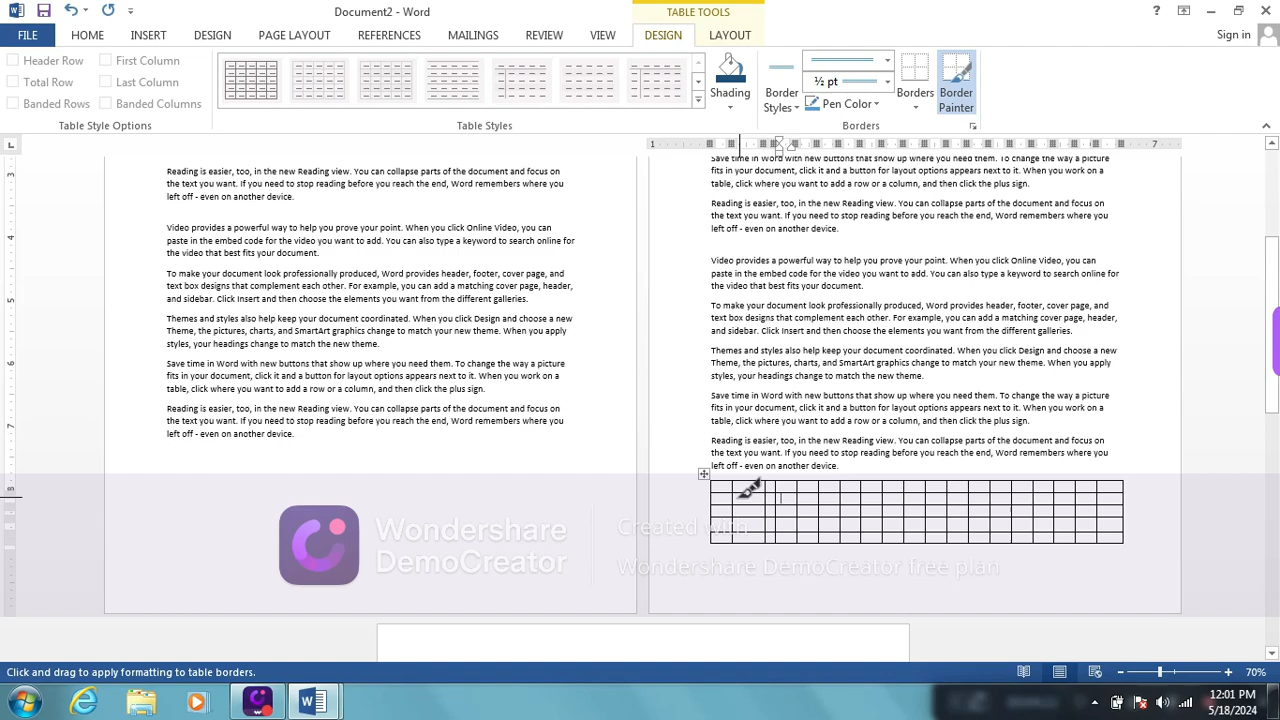 Document2 - Word
TABLE TOOLS
?
FILE HOME INSERT DESIGN PAGE LAYOUT REFERENCES MAILINGS REVIEW VIEW DESIGN LAYOUT Sign in
Header Row First Column
Total Row Last Column
Banded Rows Banded Columns
Table Style Options
Table Styles
Shading
Border Styles
½ pt
Pen Color
Borders
Border Painter
Borders
1 7
3
4
5
6
7
8
Reading is easier, too, in the new Reading view. You can collapse parts of the document and focus on
the text you want. If you need to stop reading before you reach the end, Word remembers where you
left off - even on another device.
Video provides a powerful way to help you prove your point. When you click Online Video, you can
paste in the embed code for the video you want to add. You can also type a keyword to search online for
the video that best fits your document.
To make your document look professionally produced, Word provides header, footer, cover page, and
text box designs that complement each other. For example, you can add a matching cover page, header,
and sidebar. Click Insert and then choose the elements you want from the different galleries.
Themes and styles also help keep your document coordinated. When you click Design and choose a new
Theme, the pictures, charts, and SmartArt graphics change to match your new theme. When you apply
styles, your headings change to match the new theme.
Save time in Word with new buttons that show up where you need them. To change the way a picture
fits in your document, click it and a button for layout options appears next to it. When you work on a
table, click where you want to add a row or a column, and then click the plus sign.
Reading is easier, too, in the new Reading view. You can collapse parts of the document and focus on
the text you want. If you need to stop reading before you reach the end, Word remembers where you
left off - even on another device.
Save time in Word with new buttons that show up where you need them. To change the way a picture
fits in your document, click it and a button for layout options appears next to it. When you work on a
table, click where you want to add a row or a column, and then click the plus sign.
Reading is easier, too, in the new Reading view. You can collapse parts of the document and focus on
the text you want. If you need to stop reading before you reach the end, Word remembers where you
left off - even on another device.
Video provides a powerful way to help you prove your point. When you click Online Video, you can
paste in the embed code for the video you want to add. You can also type a keyword to search online for
the video that best fits your document.
To make your document look professionally produced, Word provides header, footer, cover page, and
text box designs that complement each other. For example, you can add a matching cover page, header,
and sidebar. Click Insert and then choose the elements you want from the different galleries.
Themes and styles also help keep your document coordinated. When you click Design and choose a new
Theme, the pictures, charts, and SmartArt graphics change to match your new theme. When you apply
styles, your headings change to match the new theme.
Save time in Word with new buttons that show up where you need them. To change the way a picture
fits in your document, click it and a button for layout options appears next to it. When you work on a
table, click where you want to add a row or a column, and then click the plus sign.
Reading is easier, too, in the new Reading view. You can collapse parts of the document and focus on
the text you want. If you need to stop reading before you reach the end, Word remembers where you
left off - even on another device.
Wondershare
DemoCreator
Created with
Wondershare DemoCreator free plan
Click and drag to apply formatting to table borders.
70%
12:01 PM
5/18/2024